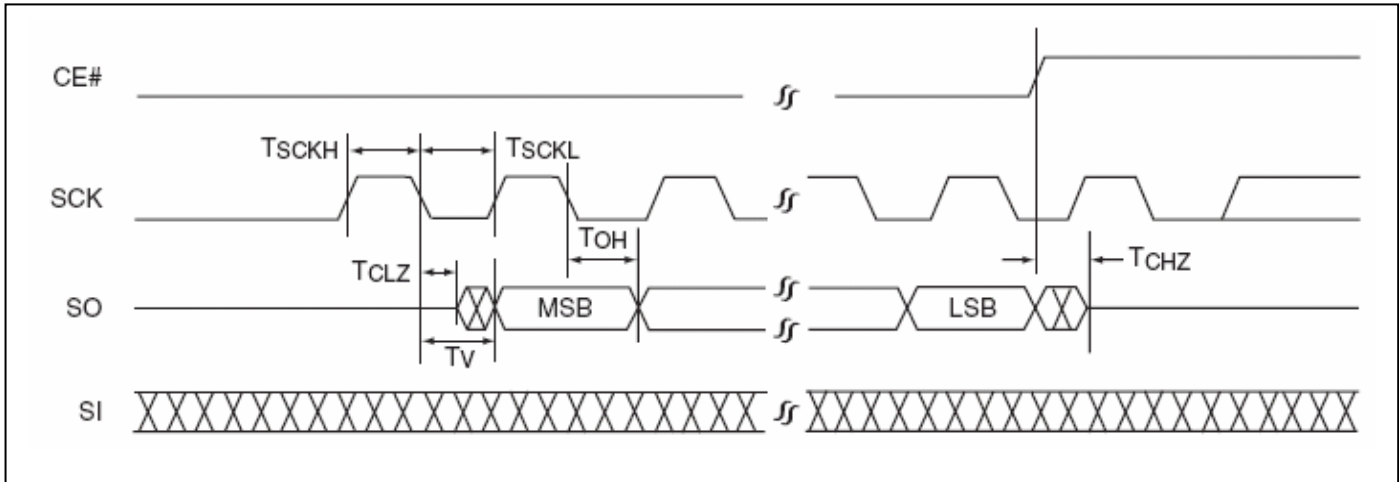 CE#
TSCKH
TSCKL
SCK
TOH
TCLZ
TCHZ
SO
MSB
LSB
TV
SI